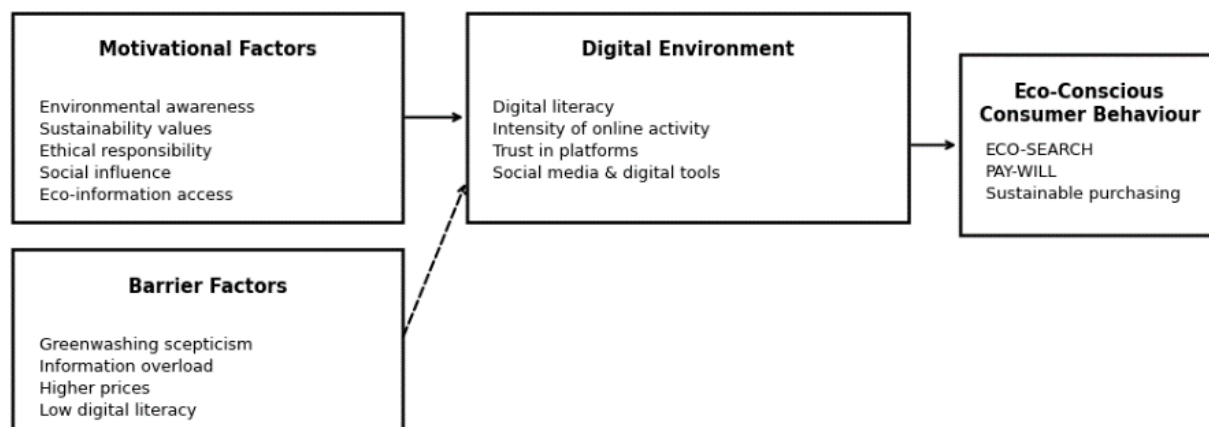 Motivational Factors
Environmental awareness
Sustainability values
Ethical responsibility
Social influence
Eco-information access
Digital Environment
Digital literacy
Intensity of online activity
Trust in platforms
Social media & digital tools
Eco-Conscious
Consumer Behaviour
ECO-SEARCH
PAY-WILL
Sustainable purchasing
Barrier Factors
Greenwashing scepticism
Information overload
Higher prices
Low digital literacy